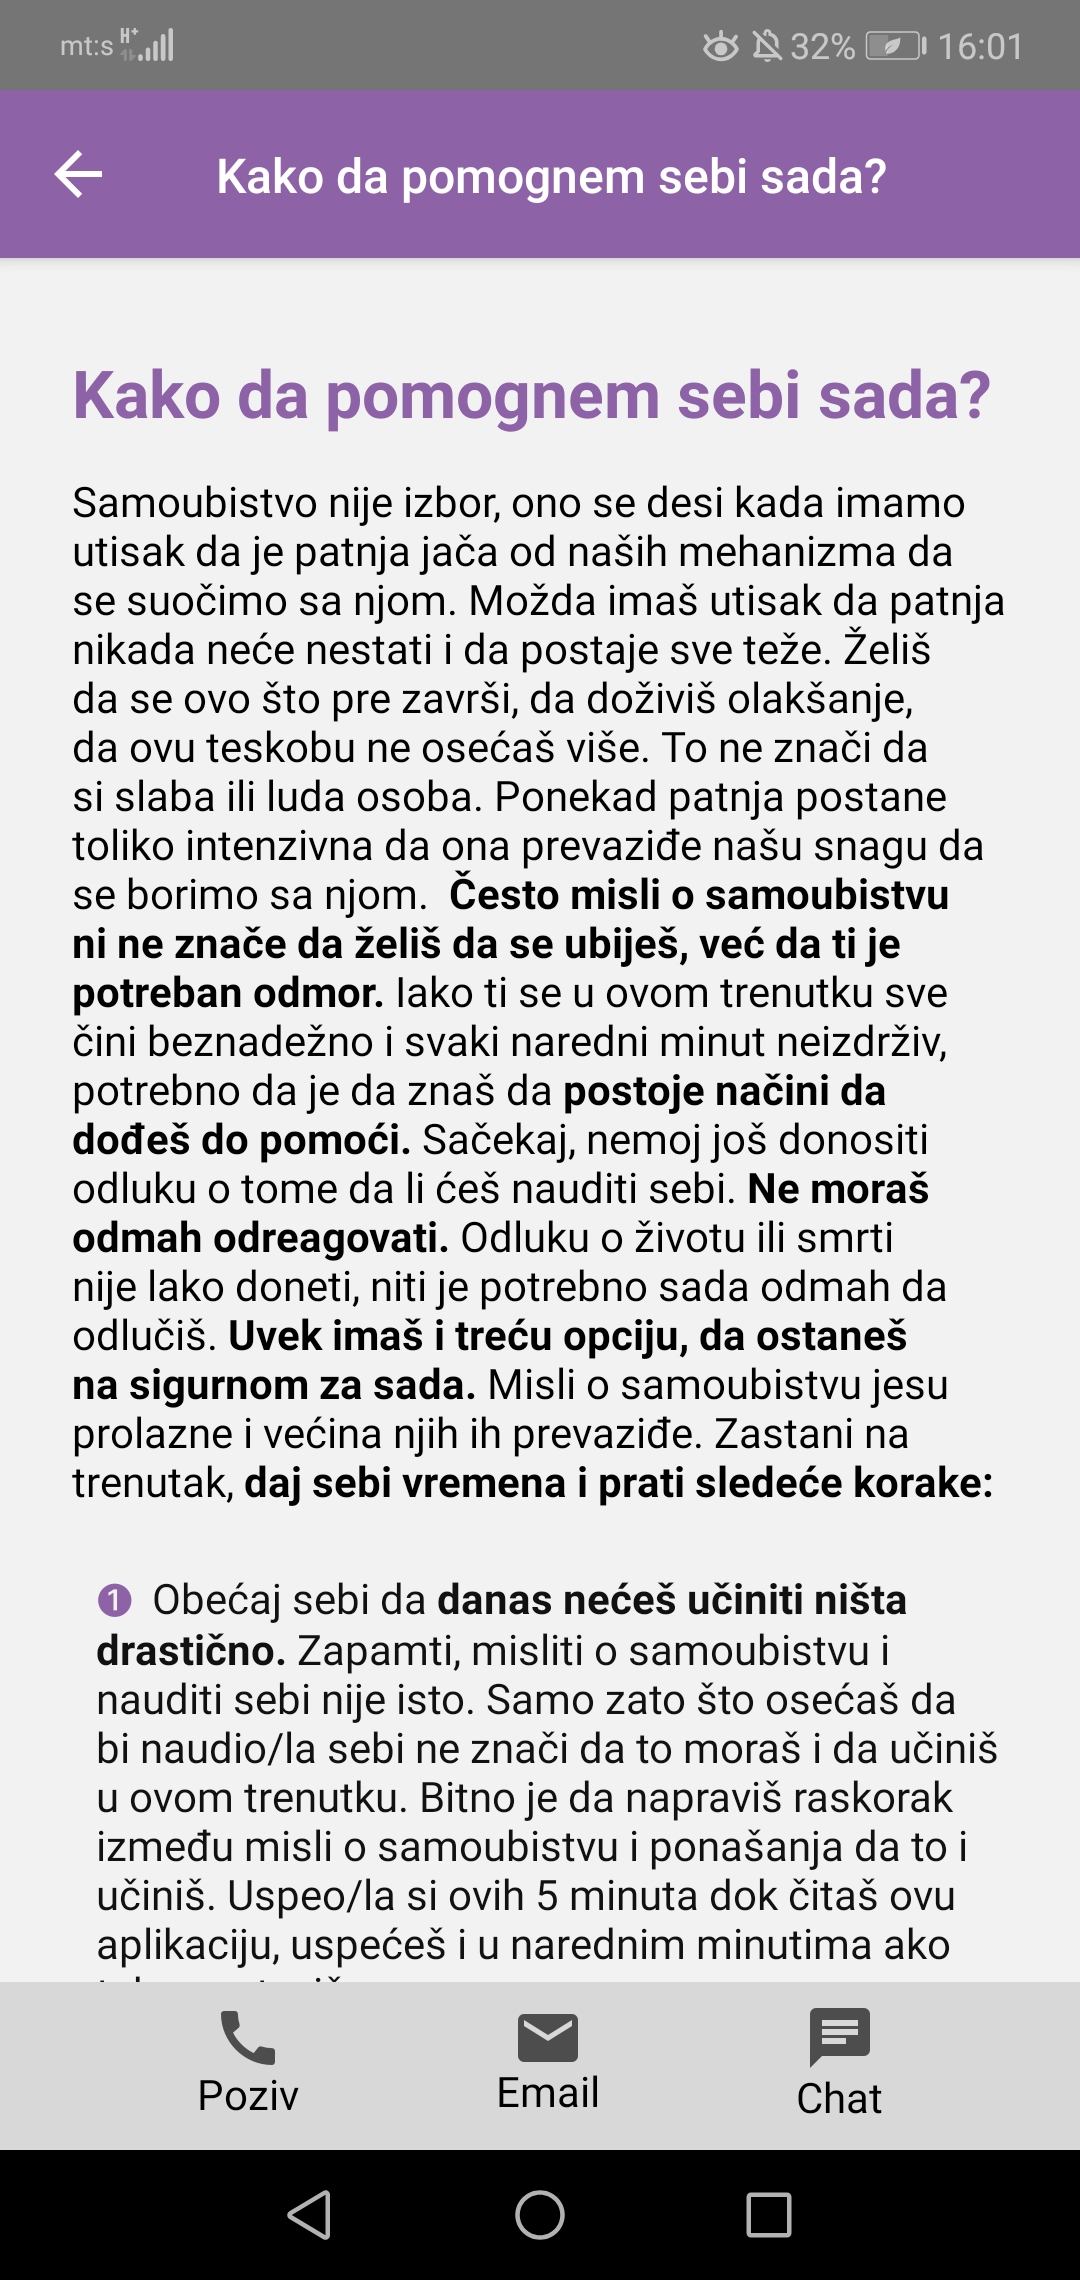 mt:s H+ 32% 16:01
Kako da pomognem sebi sada?
Kako da pomognem sebi sada?
Samoubistvo nije izbor, ono se desi kada imamo
utisak da je patnja jača od naših mehanizma da
se suočimo sa njom. Možda imaš utisak da patnja
nikada neće nestati i da postaje sve teže. Želiš
da se ovo što pre završi, da doživiš olakšanje,
da ovu teskobu ne osećaš više. To ne znači da
si slaba ili luda osoba. Ponekad patnja postane
toliko intenzivna da ona prevaziđe našu snagu da
se borimo sa njom. Često misli o samoubistvu
ni ne znače da želiš da se ubiješ, već da ti je
potreban odmor. Iako ti se u ovom trenutku sve
čini beznadežno i svaki naredni minut neizdrživ,
potrebno da je da znaš da postoje načini da
dođeš do pomoći. Sačekaj, nemoj još donositi
odluku o tome da li ćeš nauditi sebi. Ne moraš
odmah odreagovati. Odluku o životu ili smrti
nije lako doneti, niti je potrebno sada odmah da
odlučiš. Uvek imaš i treću opciju, da ostaneš
na sigurnom za sada. Misli o samoubistvu jesu
prolazne i većina njih ih prevaziđe. Zastani na
trenutak, daj sebi vremena i prati sledeće korake:
1 Obećaj sebi da danas nećeš učiniti ništa
drastično. Zapamti, misliti o samoubistvu i
nauditi sebi nije isto. Samo zato što osećaš da
bi naudio/la sebi ne znači da to moraš i da učiniš
u ovom trenutku. Bitno je da napraviš raskorak
između misli o samoubistvu i ponašanja da to i
učiniš. Uspeo/la si ovih 5 minuta dok čitaš ovu
aplikaciju, uspećeš i u narednim minutima ako
Poziv Email Chat